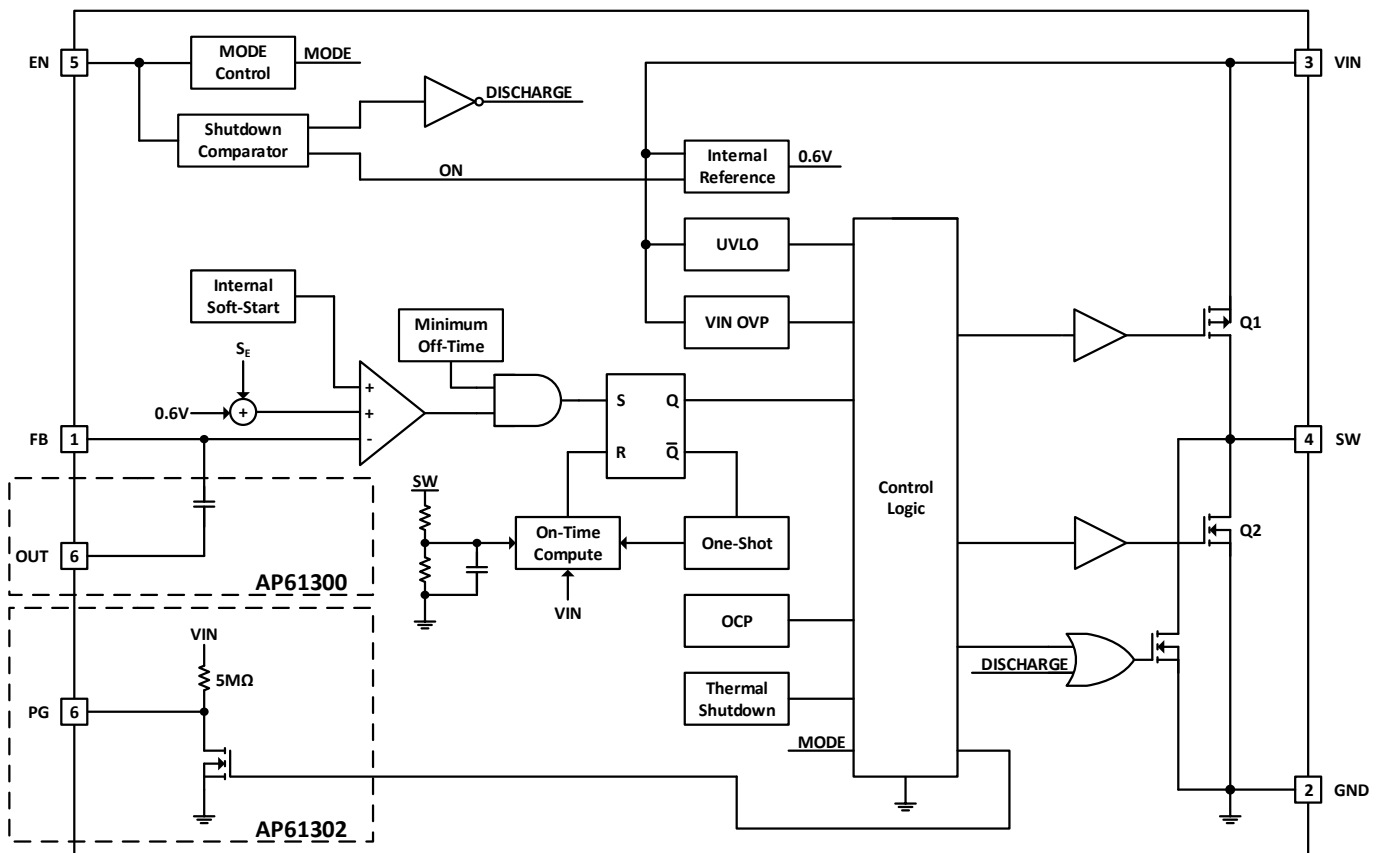 EN
5
MODE
Control
MODE
DISCHARGE
Shutdown
Comparator
ON
3
VIN
Internal
Reference
0.6V
UVLO
VIN OVP
Internal
Soft-Start
Minimum
Off-Time
SE
0.6V
+
+
+
-
FB
1
S
Q
R
Q̅
Control
Logic
Q1
4
SW
Q2
SW
On-Time
Compute
One-Shot
VIN
OUT
6
AP61300
OCP
Thermal
Shutdown
MODE
DISCHARGE
VIN
5MΩ
PG
6
AP61302
2
GND